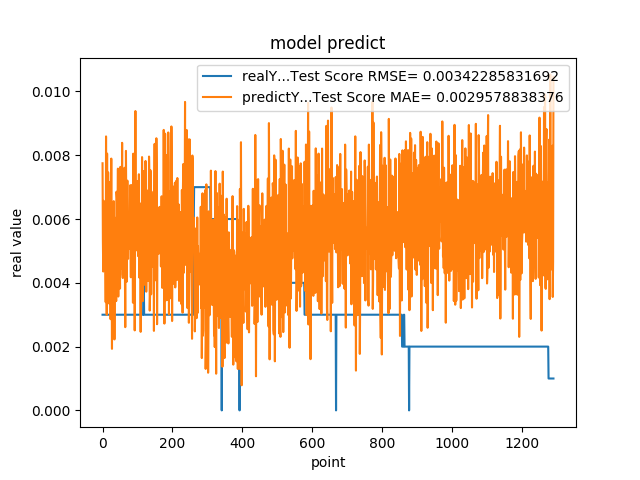 model predict
realY...Test Score RMSE= 0.00342285831692
predictY...Test Score MAE= 0.0029578838376
real value
0.010
0.008
0.006
0.004
0.002
0.000
0 200 400 600 800 1000 1200
point